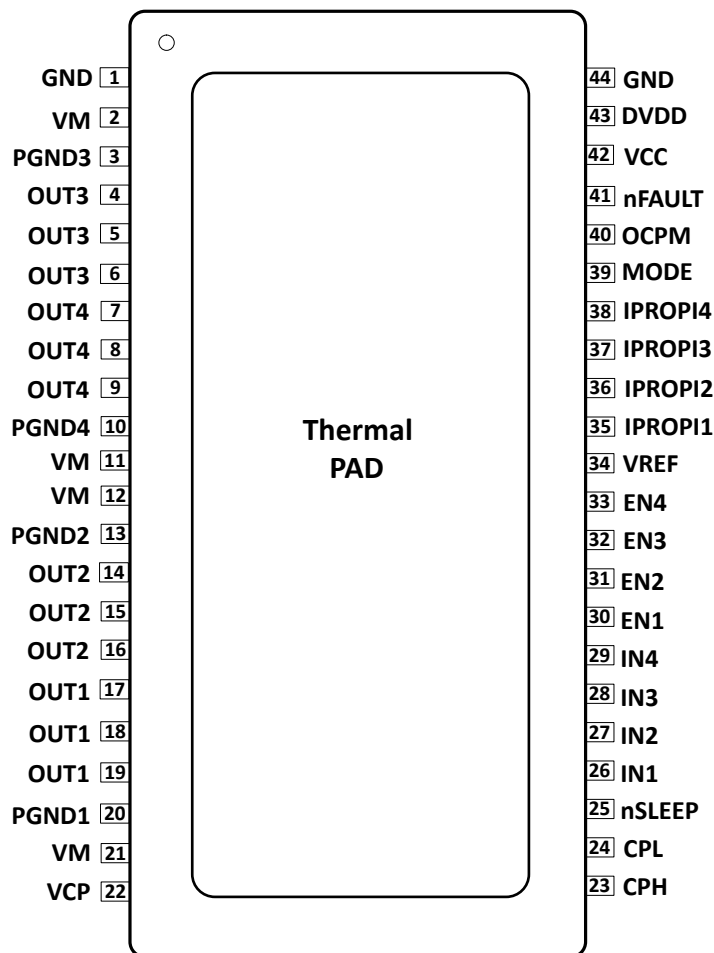 GND 1
VM 2
PGND3 3
OUT3 4
OUT3 5
OUT3 6
OUT4 7
OUT4 8
OUT4 9
PGND4 10
VM 11
VM 12
PGND2 13
OUT2 14
OUT2 15
OUT2 16
OUT1 17
OUT1 18
OUT1 19
PGND1 20
VM 21
VCP 22
Thermal
PAD
44 GND
43 DVDD
42 VCC
41 nFAULT
40 OCPM
39 MODE
38 IPROPI4
37 IPROPI3
36 IPROPI2
35 IPROPI1
34 VREF
33 EN4
32 EN3
31 EN2
30 EN1
29 IN4
28 IN3
27 IN2
26 IN1
25 nSLEEP
24 CPL
23 CPH